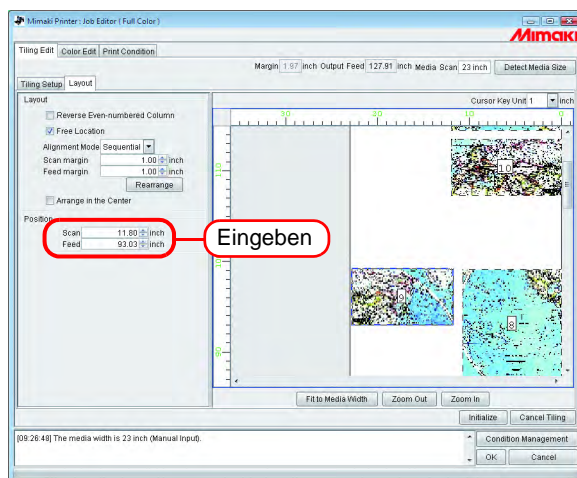 Mimaki Printer : Job Editor ( Full Color )
Mimaki
Tiling Edit Color Edit Print Condition
Margin 1.97 inch Output Feed 127.91 inch Media Scan 23 inch Detect Media Size
Tiling Setup Layout
Layout
Cursor Key Unit 1 inch
Reverse Even-numbered Column
30 20 10 0
Free Location
Alignment Mode Sequential
Scan margin 1.00 inch
Feed margin 1.00 inch
Rearrange
110
10
Arrange in the Center
Position
Scan 11.80 inch
Feed 93.03 inch
Eingeben
9
8
90
Fit to Media Width Zoom Out Zoom In
Initialize Cancel Tiling
[09:26:48] The media width is 23 inch (Manual Input).
Condition Management
OK Cancel